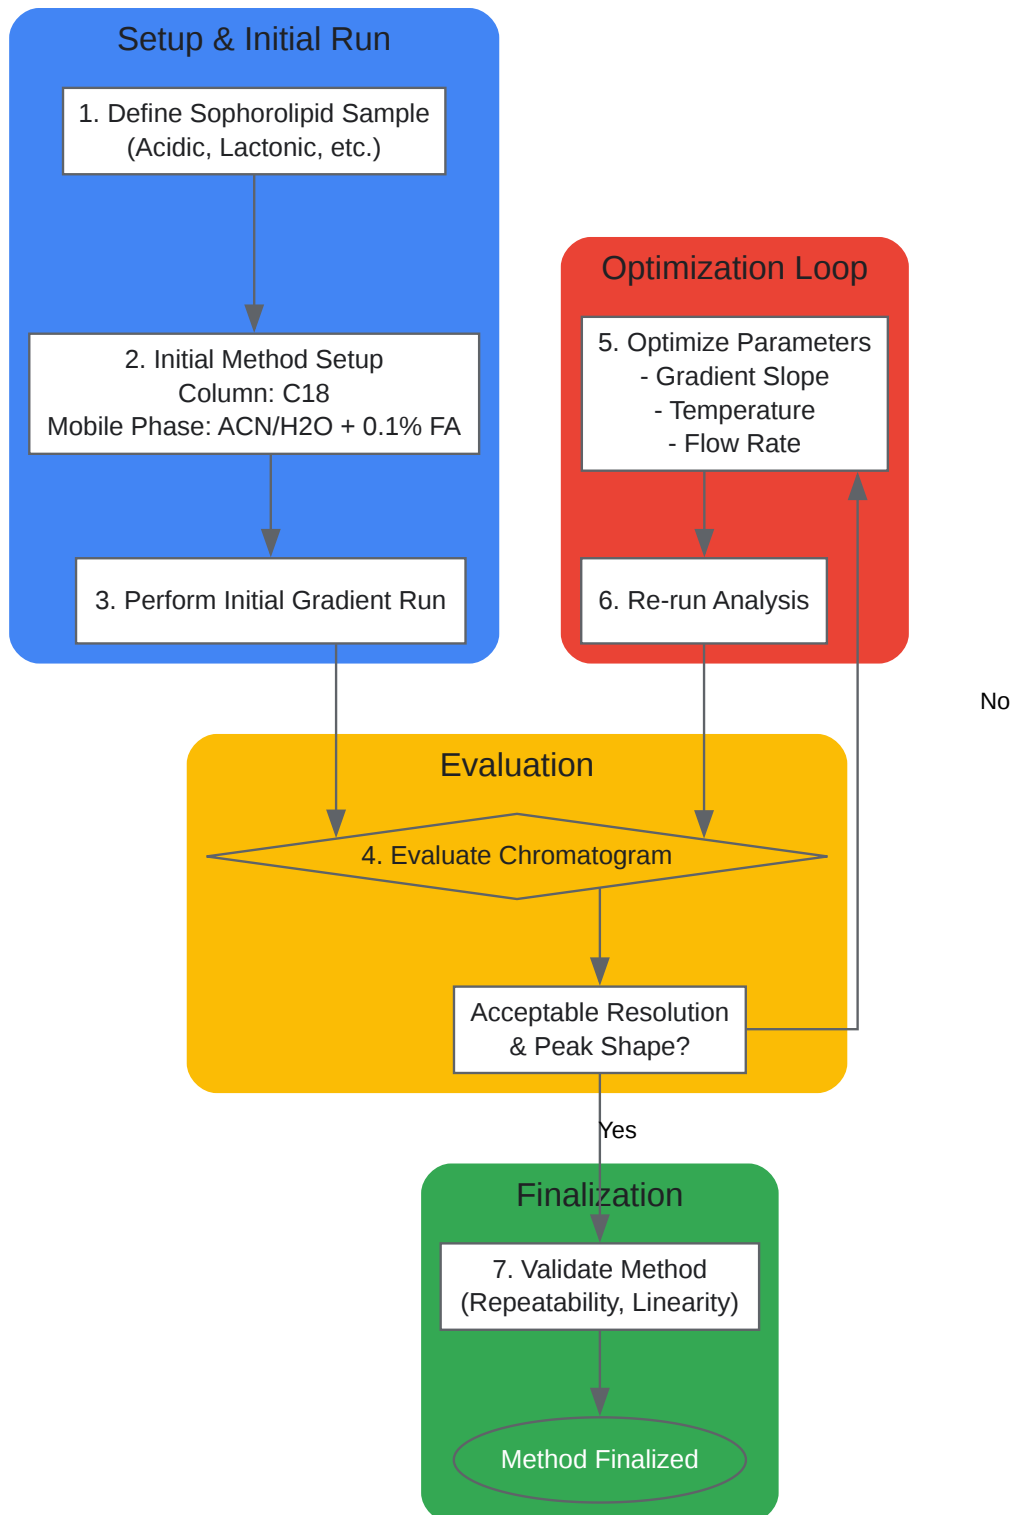 Setup & Initial Run
1. Define Sophorolipid Sample
(Acidic, Lactonic, etc.)
2. Initial Method Setup
Column: C18
Mobile Phase: ACN/H2O + 0.1% FA
3. Perform Initial Gradient Run
Optimization Loop
5. Optimize Parameters
- Gradient Slope
- Temperature
- Flow Rate
6. Re-run Analysis
No
Evaluation
4. Evaluate Chromatogram
Acceptable Resolution
& Peak Shape?
Yes
Finalization
7. Validate Method
(Repeatability, Linearity)
Method Finalized